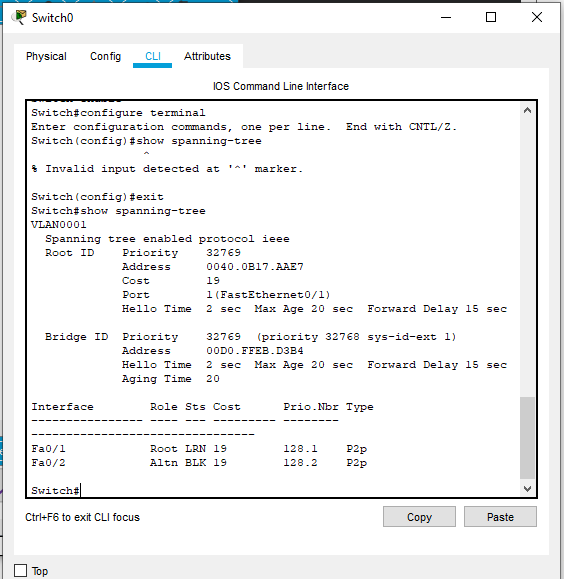 Switch0
Physical Config CLI Attributes
IOS Command Line Interface
Switch#configure terminal
Enter configuration commands, one per line.  End with CNTL/Z.
Switch(config)#show spanning-tree
^
% Invalid input detected at '^' marker.
Switch(config)#exit
Switch#show spanning-tree
VLAN0001
  Spanning tree enabled protocol ieee
  Root ID    Priority    32769
             Address     0040.0B17.AAE7
             Cost        19
             Port        1(FastEthernet0/1)
             Hello Time  2 sec  Max Age 20 sec  Forward Delay 15 sec
  Bridge ID  Priority    32769  (priority 32768 sys-id-ext 1)
             Address     00D0.FFEB.D3B4
             Hello Time  2 sec  Max Age 20 sec  Forward Delay 15 sec
             Aging Time  20
Interface        Role Sts Cost      Prio.Nbr Type
---------------- ---- --- --------- --------
--------------------------------
Fa0/1            Root LRN 19        128.1    P2p
Fa0/2            Altn BLK 19        128.2    P2p
Switch#
Ctrl+F6 to exit CLI focus
Copy Paste
Top